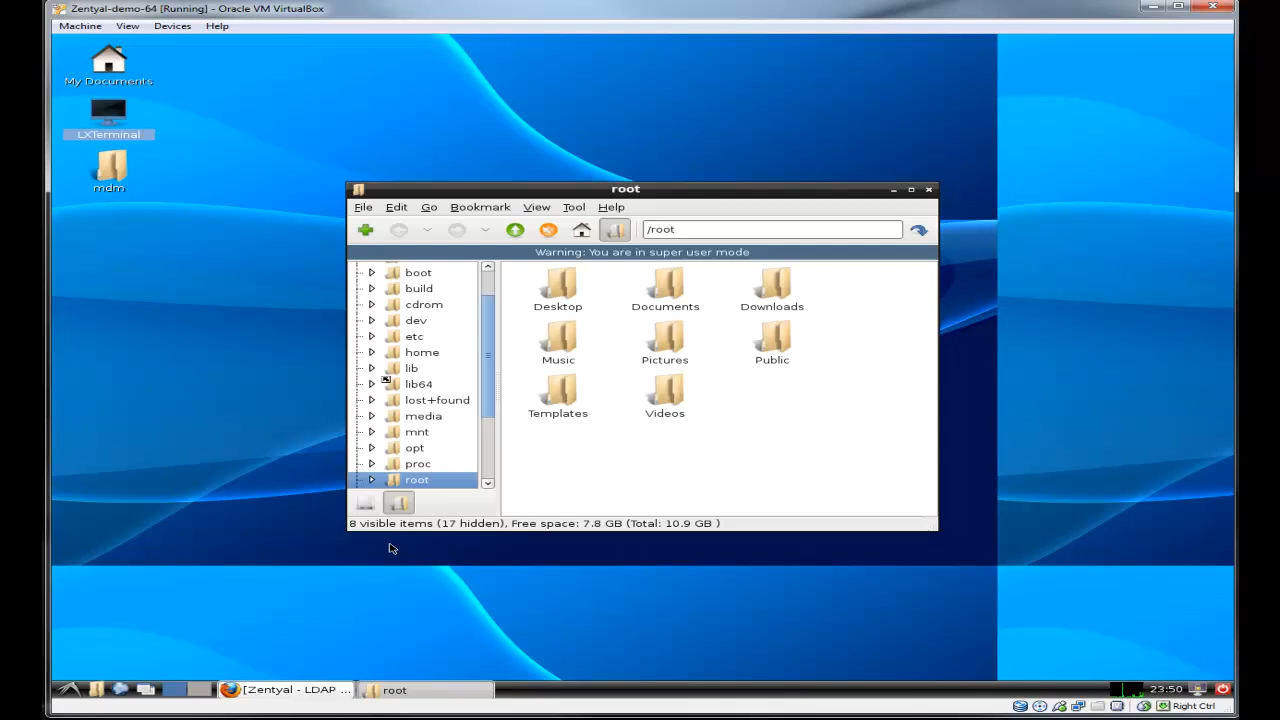 Zentyal-demo-64 [Running] - Oracle VM VirtualBox
Machine View Devices Help
My Documents
LXTerminal
mdm
root
File Edit Go Bookmark View Tool Help
/root
Warning: You are in super user mode
boot
build
cdrom
dev
etc
home
lib
lib64
lost+found
media
mnt
opt
proc
root
Desktop Documents Downloads
Music Pictures Public
Templates Videos
8 visible items (17 hidden), Free space: 7.8 GB (Total: 10.9 GB )
[Zentyal - LDAP ... root 23:50
Right Ctrl